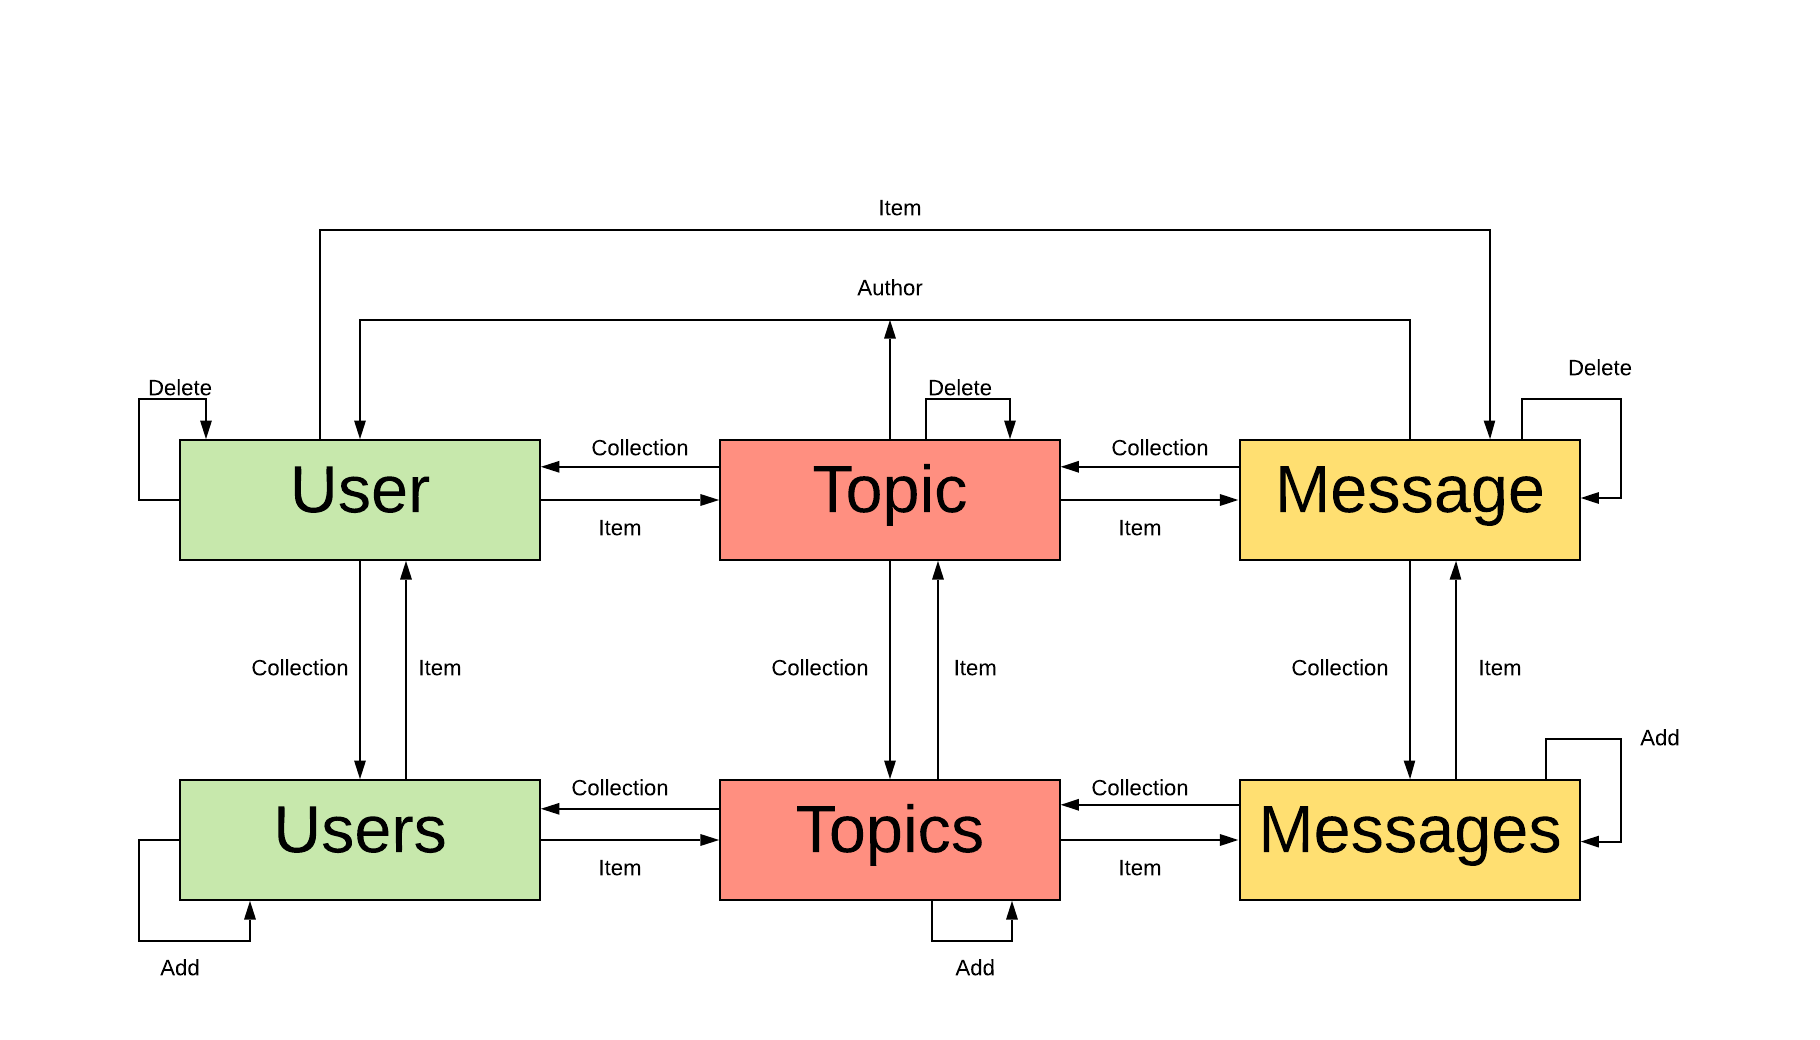 Item
Author
Delete
Delete
Delete
Collection
Collection
User
Topic
Message
Item
Item
Collection
Item
Collection
Item
Collection
Item
Add
Collection
Collection
Users
Topics
Messages
Item
Item
Add
Add